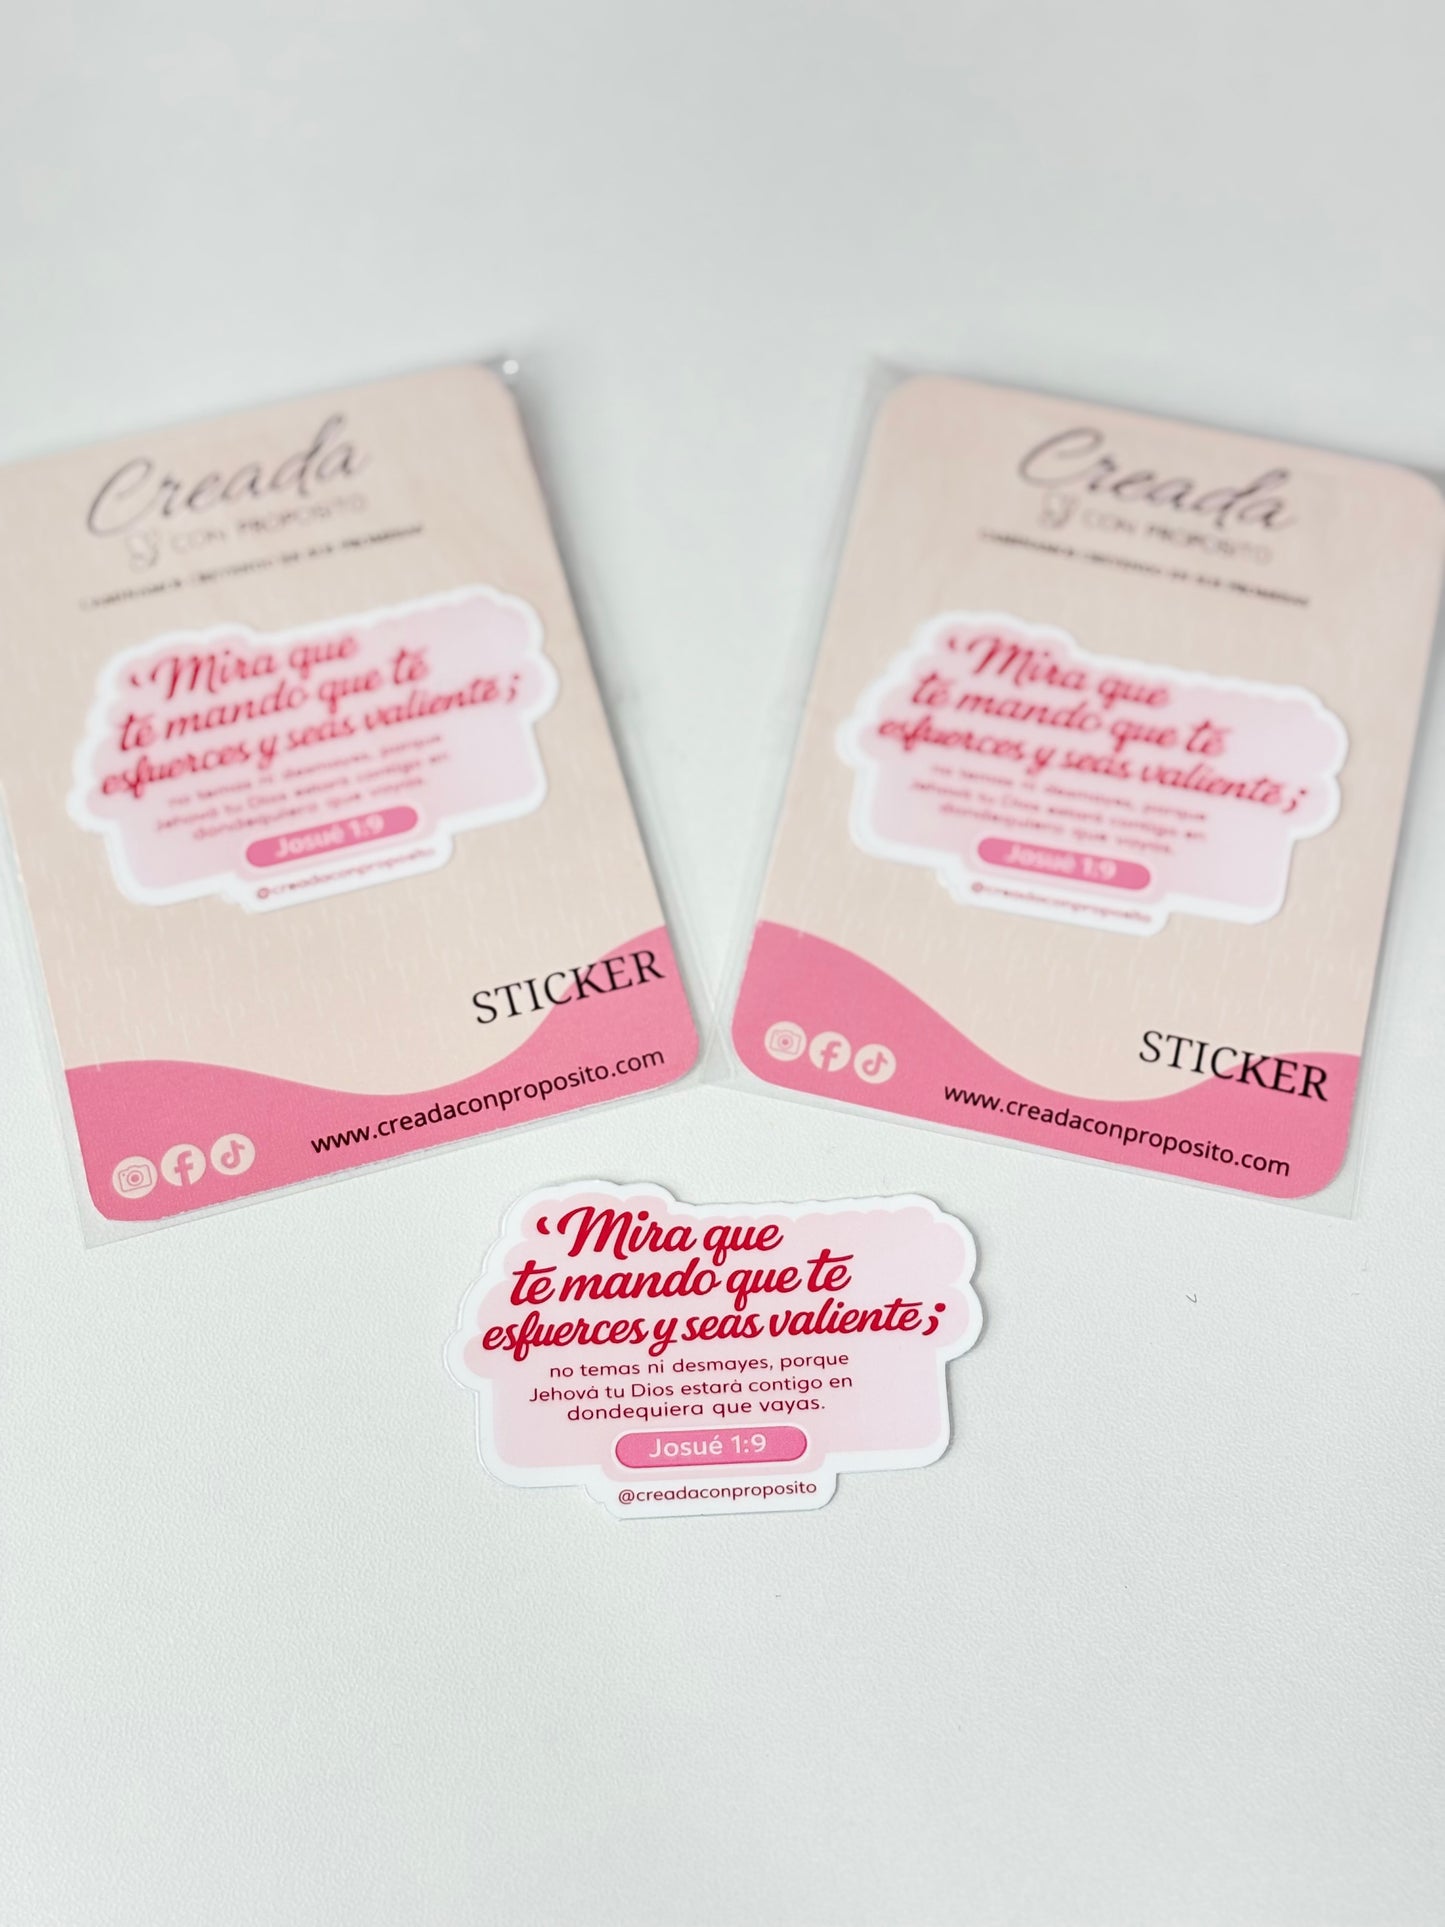 Creada
CON PROPÓSITO
‘Mira que
te mando que te
esfuerces y seas valiente;
no temas ni desmayes, porque
Jehová tu Dios estará contigo en
dondequiera que vayas.
Josué 1:9
@creadaconproposito
STICKER
www.creadaconproposito.com
Creada
CON PROPÓSITO
‘Mira que
te mando que te
esfuerces y seas valiente;
no temas ni desmayes, porque
Jehová tu Dios estará contigo en
dondequiera que vayas.
Josué 1:9
@creadaconproposito
STICKER
www.creadaconproposito.com
‘Mira que
te mando que te
esfuerces y seas valiente;
no temas ni desmayes, porque
Jehová tu Dios estará contigo en
dondequiera que vayas.
Josué 1:9
@creadaconproposito